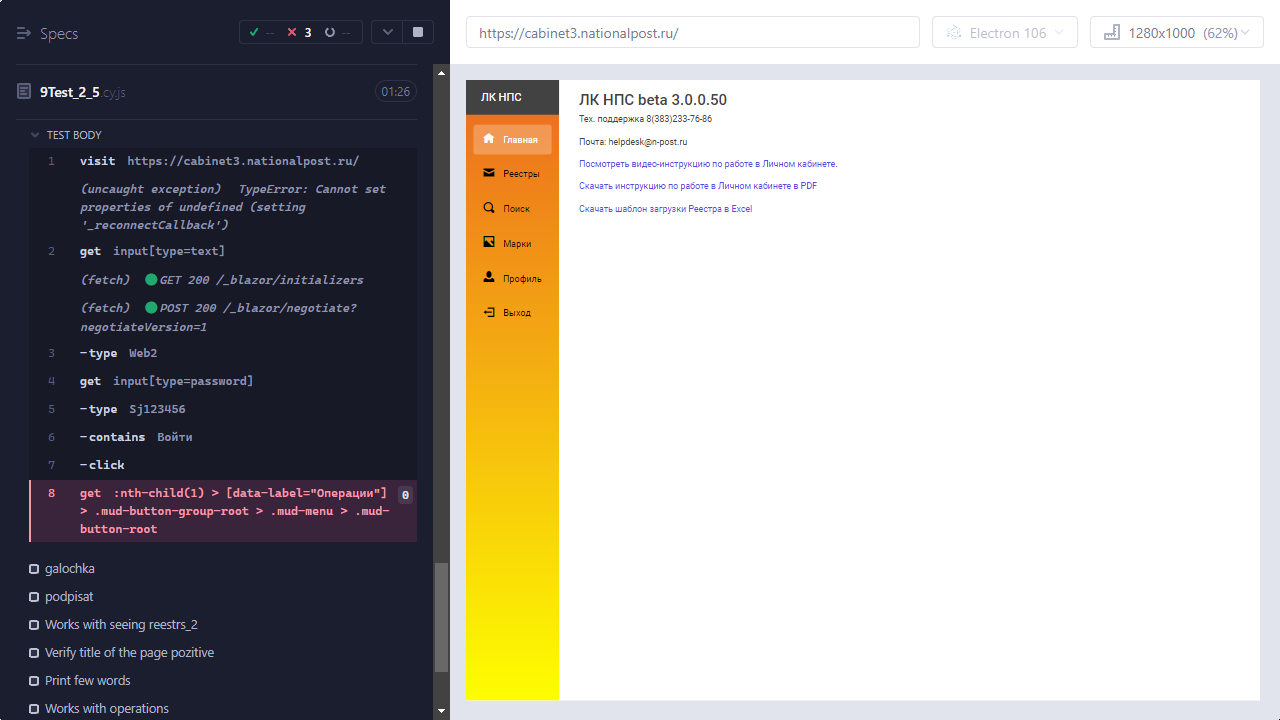 Specs
-- 3 --
9Test_2_5.cy.js
01:26
TEST BODY
1 visit https://cabinet3.nationalpost.ru/
(uncaught exception) TypeError: Cannot set
properties of undefined (setting
'_reconnectCallback')
2 get input[type=text]
(fetch) GET 200 /_blazor/initializers
(fetch) POST 200 /_blazor/negotiate?
negotiateVersion=1
3 -type Web2
4 get input[type=password]
5 -type Sj123456
6 -contains Войти
7 -click
8 get :nth-child(1) > [data-label="Операции"] 0
> .mud-button-group-root > .mud-menu > .mud-
button-root
galochka
podpisat
Works with seeing reestrs_2
Verify title of the page pozitive
Print few words
Works with operations
https://cabinet3.nationalpost.ru/
Electron 106
1280x1000 (62%)
ЛК НПС
Главная
Реестры
Поиск
Марки
Профиль
Выход
ЛК НПС beta 3.0.0.50
Тех. поддержка 8(383)233-76-86
Почта: helpdesk@n-post.ru
Посмотреть видео-инструкцию по работе в Личном кабинете.
Скачать инструкцию по работе в Личном кабинете в PDF
Скачать шаблон загрузки Реестра в Excel